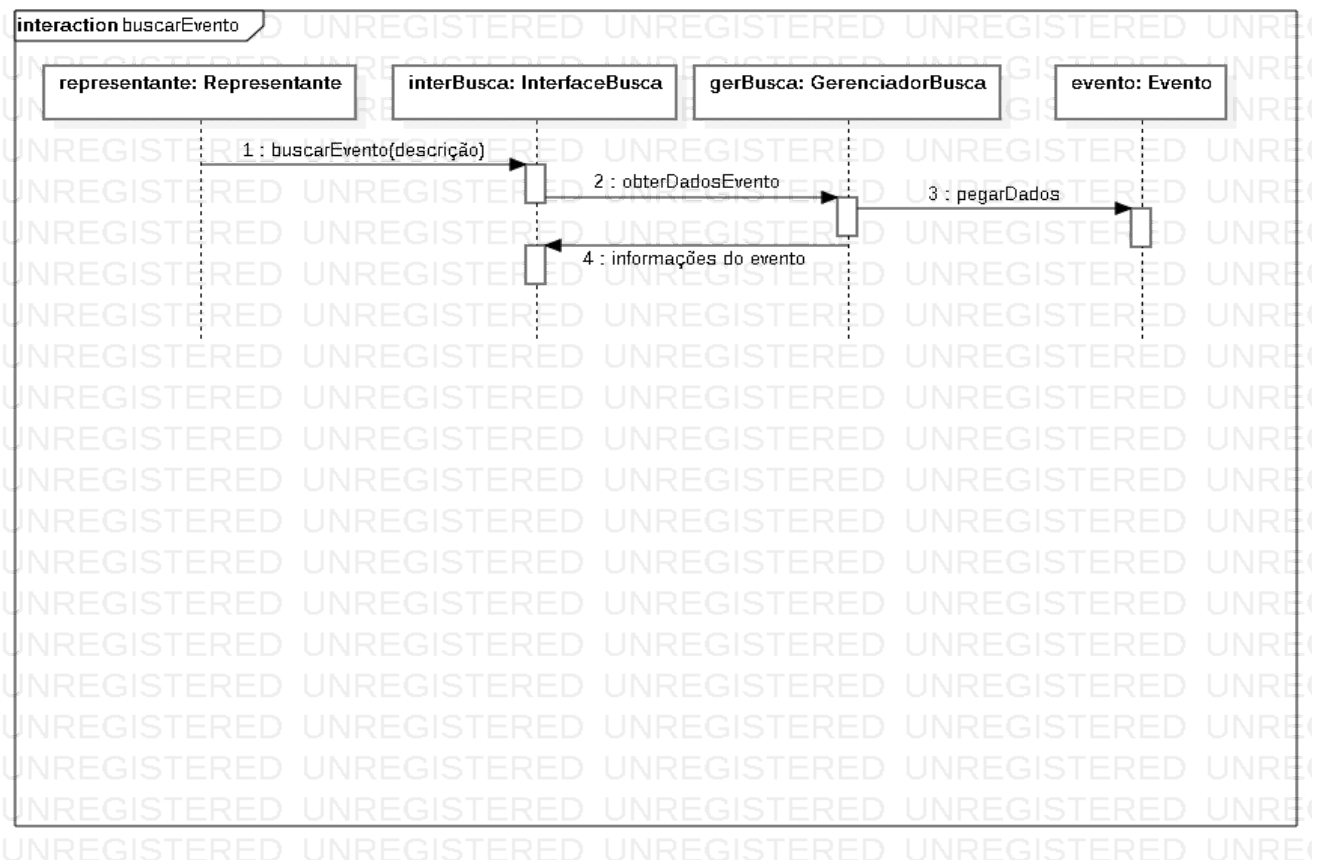 interaction buscarEvento
representante: Representante
interBusca: InterfaceBusca
gerBusca: GerenciadorBusca
evento: Evento
1 : buscarEvento(descrição)
2 : obterDadosEvento
3 : pegarDados
4 : informações do evento
UNREGISTERED